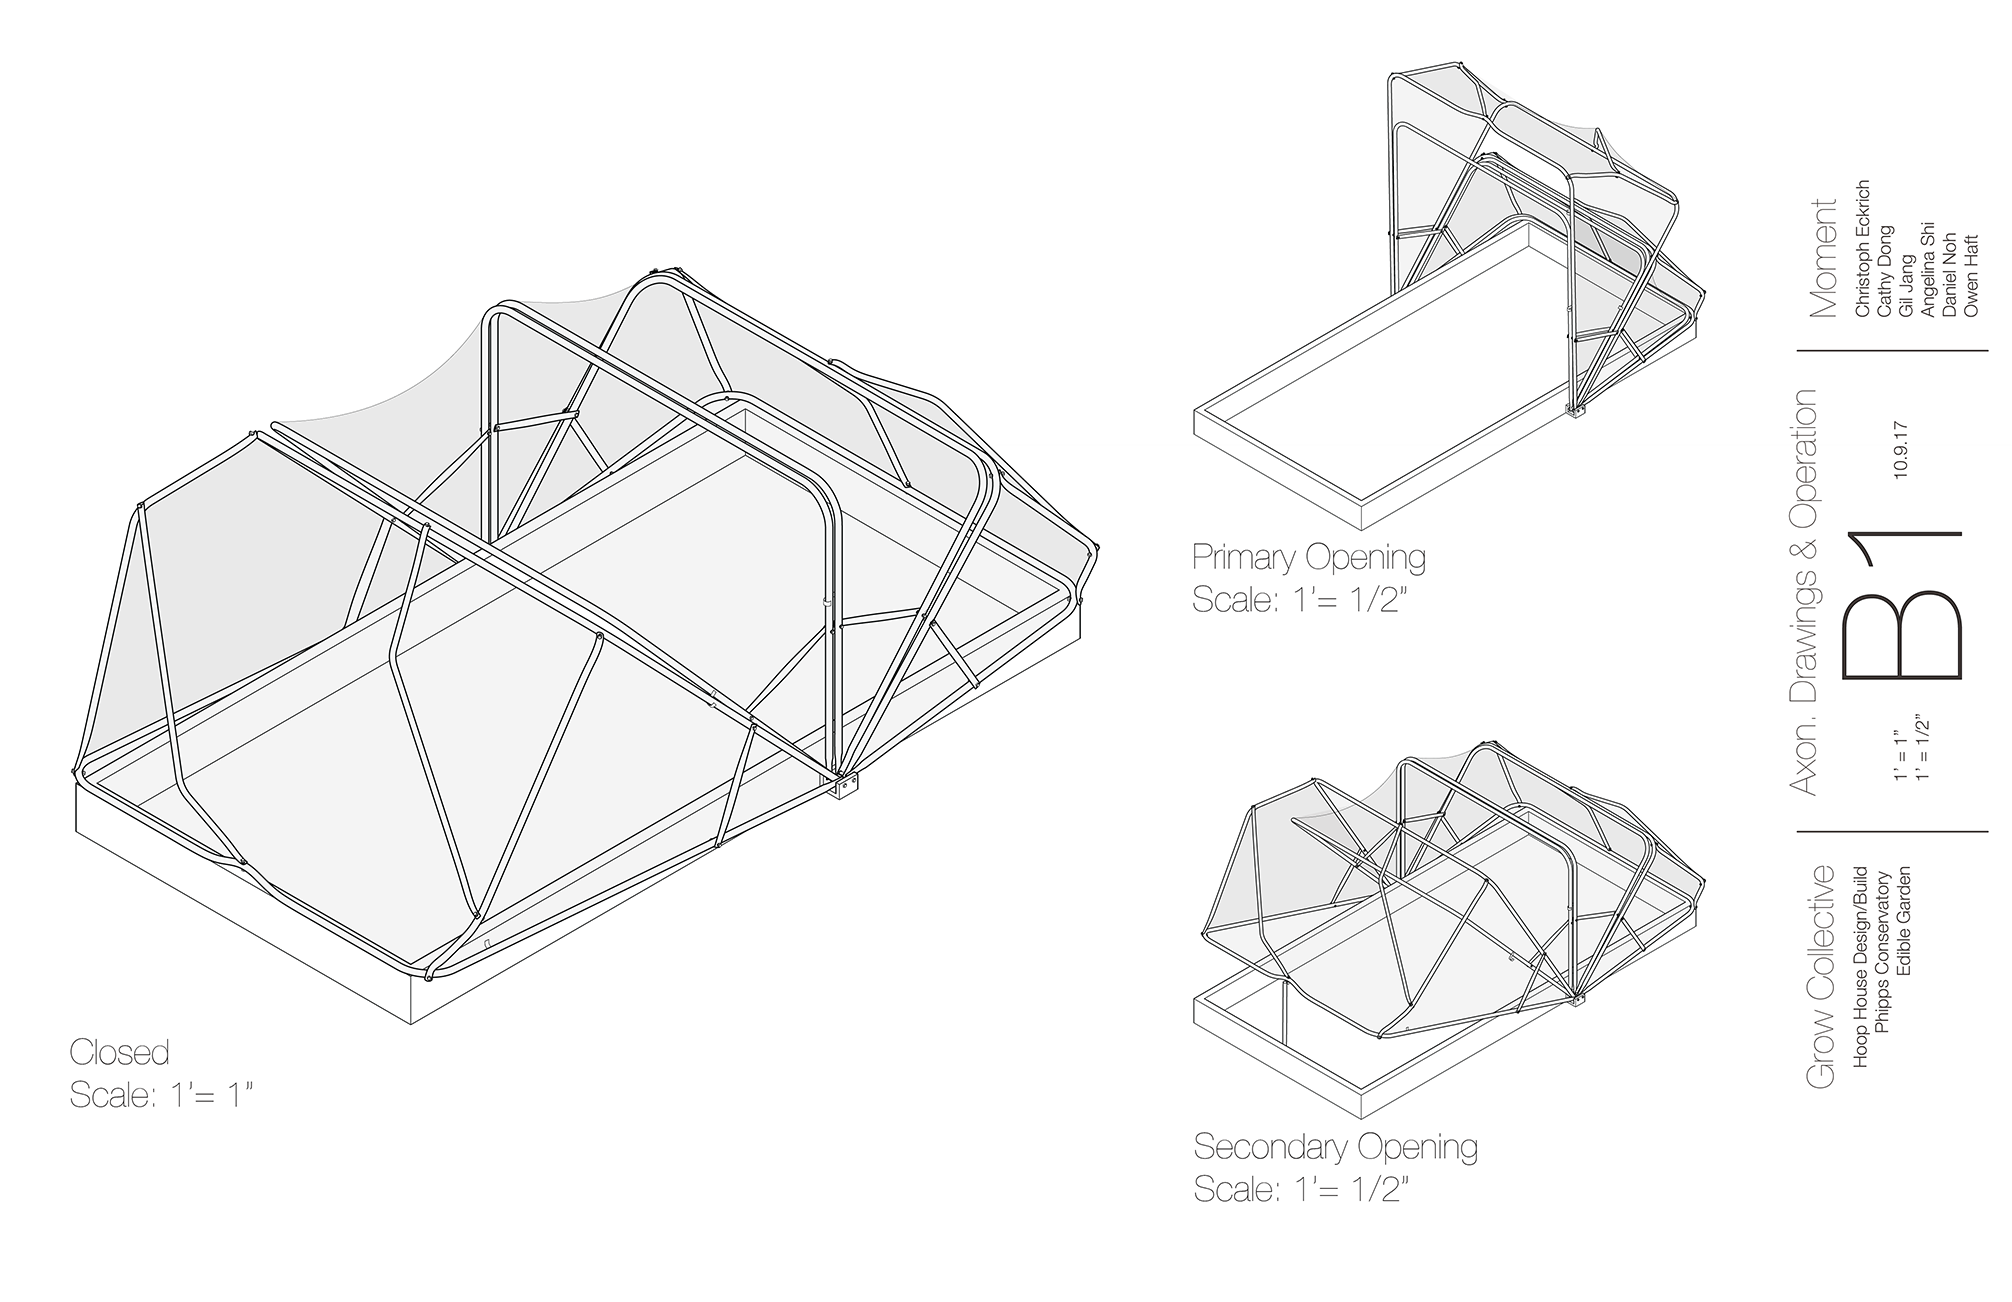 Closed
Scale: 1’= 1”
Primary Opening
Scale: 1’= 1/2”
Secondary Opening
Scale: 1’= 1/2”
Grow Collective
Hoop House Design/Build
Phipps Conservatory
Edible Garden
Axon. Drawings & Operation
1’ = 1”
1’ = 1/2”
B1
10.9.17
Moment
Christoph Eckrich
Cathy Dong
Gil Jang
Angelina Shi
Daniel Noh
Owen Haft